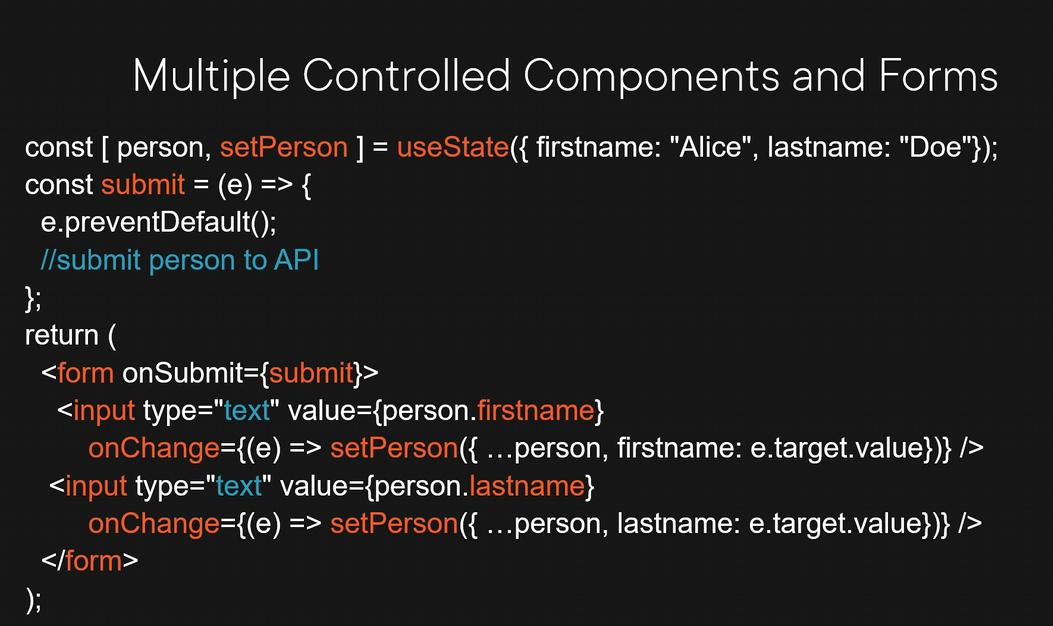 Multiple Controlled Components and Forms
const [ person, setPerson ] = useState({ firstname: "Alice", lastname: "Doe"});
const submit = (e) => {
e.preventDefault();
//submit person to API
};
return (
<form onSubmit={submit}>
<input type="text" value={person.firstname}
onChange={(e) => setPerson({ …person, firstname: e.target.value})} />
<input type="text" value={person.lastname}
onChange={(e) => setPerson({ …person, lastname: e.target.value})} />
</form>
);